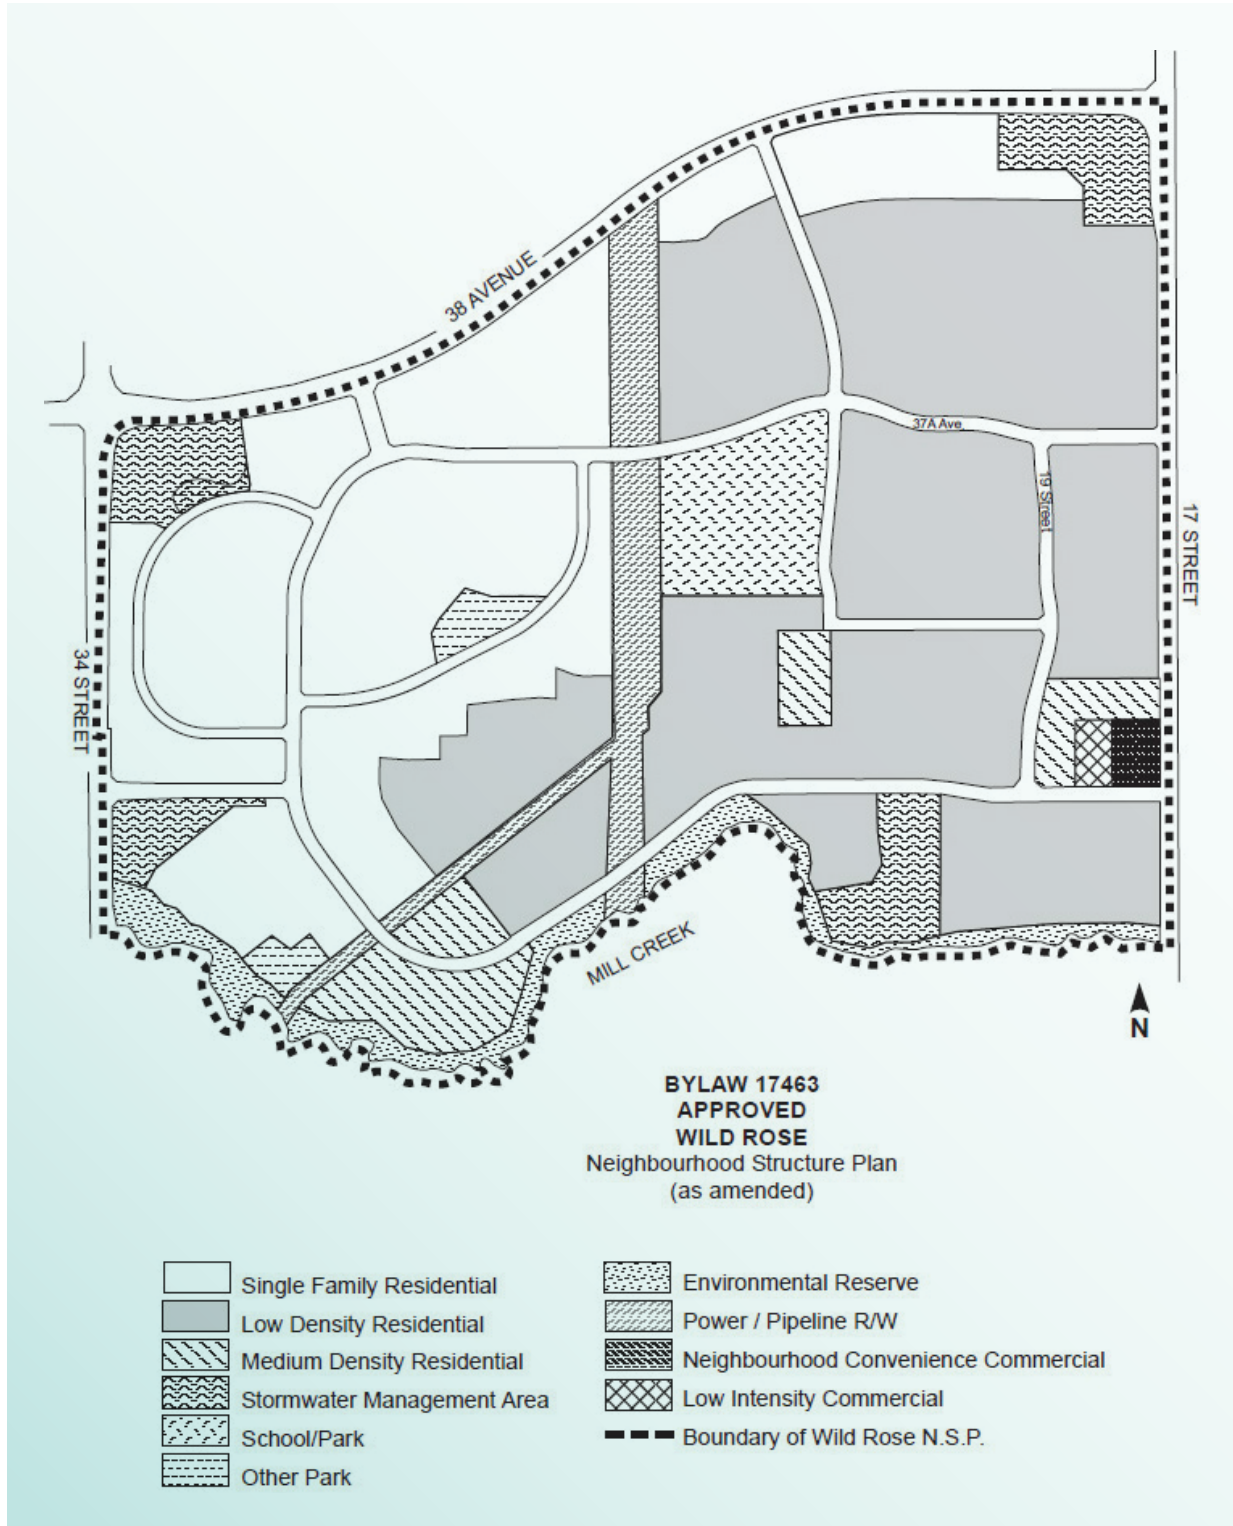 38 AVENUE
37A Ave
19 Street
17 STREET
34 STREET
MILL CREEK
N
BYLAW 17463
APPROVED
WILD ROSE
Neighbourhood Structure Plan
(as amended)
Single Family Residential
Low Density Residential
Medium Density Residential
Stormwater Management Area
School/Park
Other Park
Environmental Reserve
Power / Pipeline R/W
Neighbourhood Convenience Commercial
Low Intensity Commercial
Boundary of Wild Rose N.S.P.